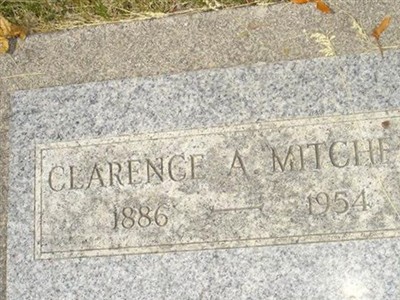 CLARENCE A. MITCHE
1886 — 1954